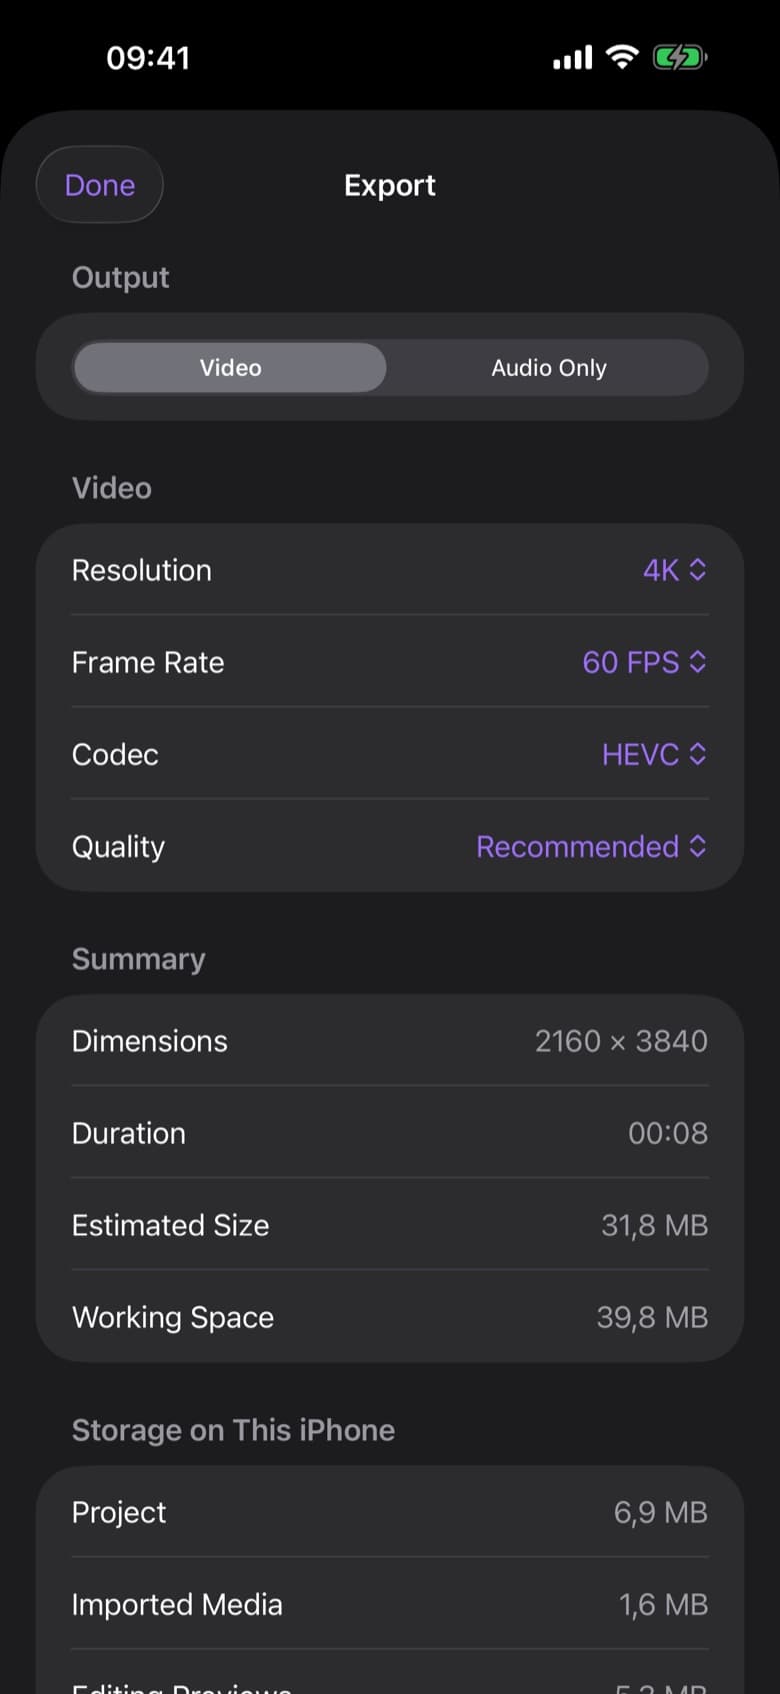 09:41
Done
Export
Output
Video
Audio Only
Video
Resolution
4K
Frame Rate
60 FPS
Codec
HEVC
Quality
Recommended
Summary
Dimensions
2160 × 3840
Duration
00:08
Estimated Size
31,8 MB
Working Space
39,8 MB
Storage on This iPhone
Project
6,9 MB
Imported Media
1,6 MB
Editing Previews